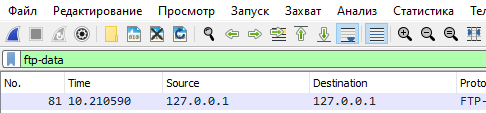 Файл Редактирование Просмотр Запуск Захват Анализ Статистика
ftp-data
No. Time Source Destination
81 10.210590 127.0.0.1 127.0.0.1 FTP-